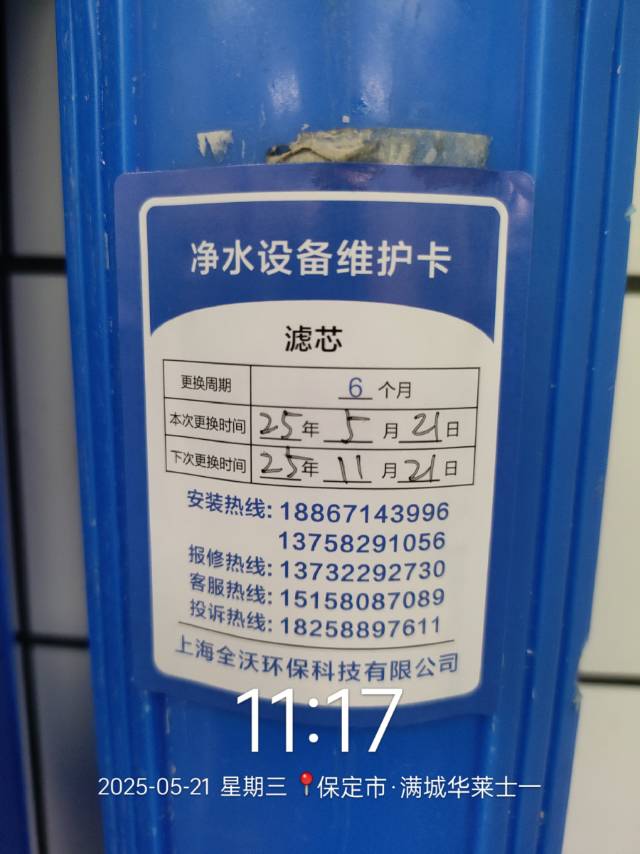 净水设备维护卡
滤芯
更换周期 6 个月
本次更换时间 25年 5 月 21日
下次更换时间 25年 11 月 21日
安装热线: 18867143996
13758291056
报修热线: 13732292730
客服热线: 15158087089
投诉热线: 18258897611
上海全沃环保科技有限公司
11:17
2025-05-21 星期三 📍保定市·满城华莱士一